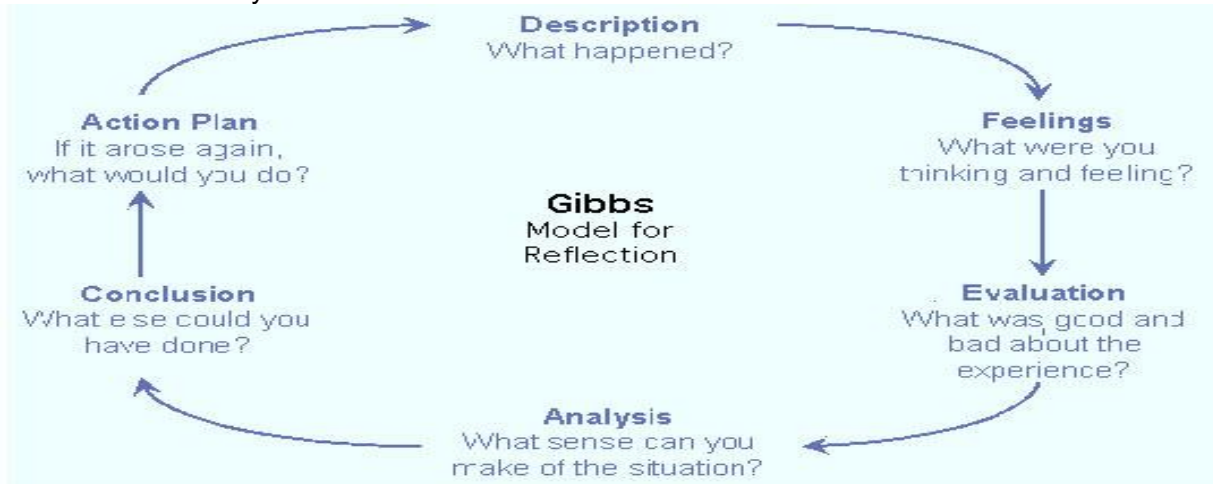 Description
What happened?
Feelings
What were you
thinking and feeling?
Evaluation
What was good and
bad about the
experience?
Analysis
What sense can you
make of the situation?
Conclusion
What else could you
have done?
Action Plan
If it arose again,
what would you do?
Gibbs
Model for
Reflection